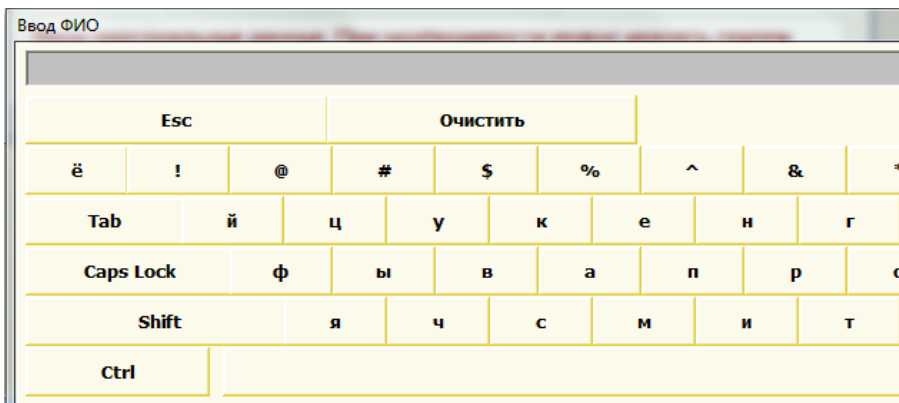 Ввод ФИО
Esc Очистить
ё ! @ # $ % ^ & *
Tab й ц у к е н г
Caps Lock ф ы в а п р
Shift я ч с м и т
Ctrl